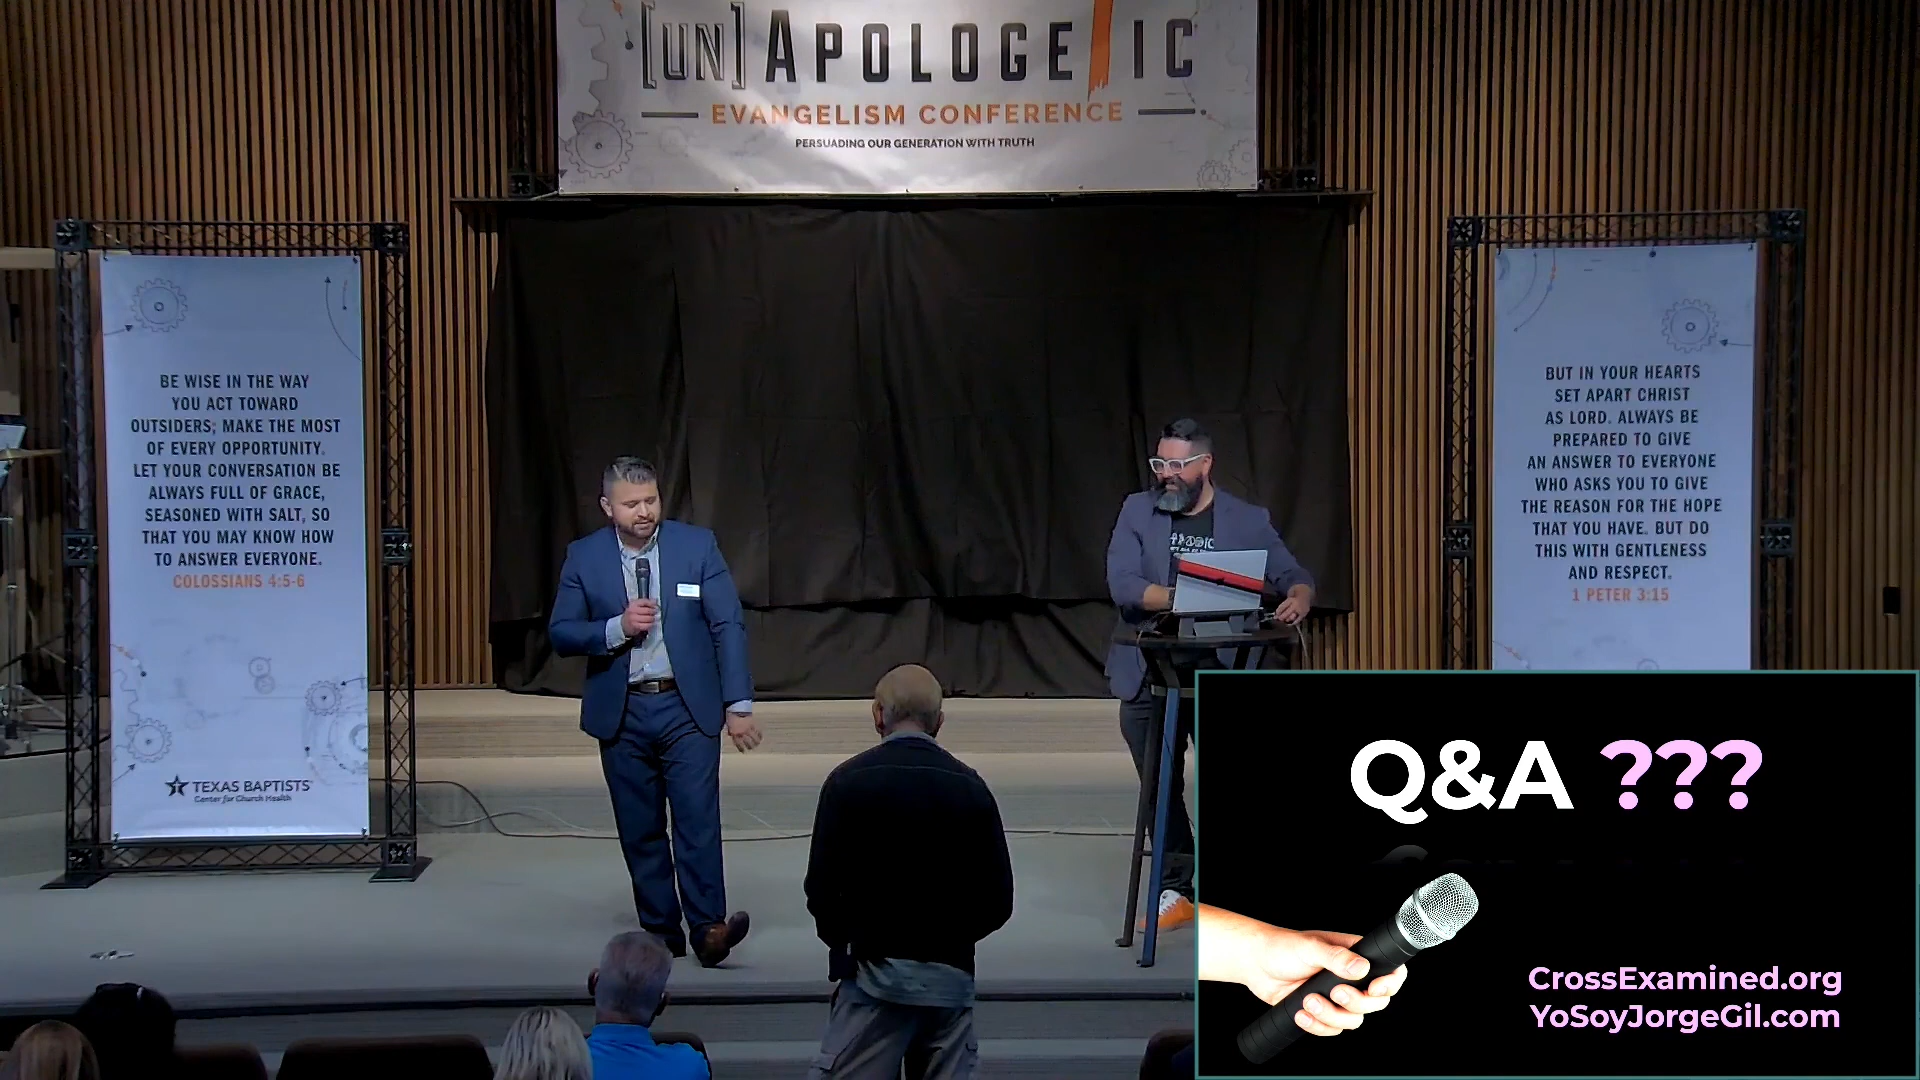 [UN]APOLOGETIC
EVANGELISM CONFERENCE
PERSUADING OUR GENERATION WITH TRUTH
BE WISE IN THE WAY
YOU ACT TOWARD
OUTSIDERS; MAKE THE MOST
OF EVERY OPPORTUNITY.
LET YOUR CONVERSATION BE
ALWAYS FULL OF GRACE,
SEASONED WITH SALT, SO
THAT YOU MAY KNOW HOW
TO ANSWER EVERYONE.
COLOSSIANS 4:5-6
TEXAS BAPTISTS
Center for Church Health
BUT IN YOUR HEARTS
SET APART CHRIST
AS LORD. ALWAYS BE
PREPARED TO GIVE
AN ANSWER TO EVERYONE
WHO ASKS YOU TO GIVE
THE REASON FOR THE HOPE
THAT YOU HAVE. BUT DO
THIS WITH GENTLENESS
AND RESPECT.
1 PETER 3:15
Q&A ???
CrossExamined.org
YoSoyJorgeGil.com